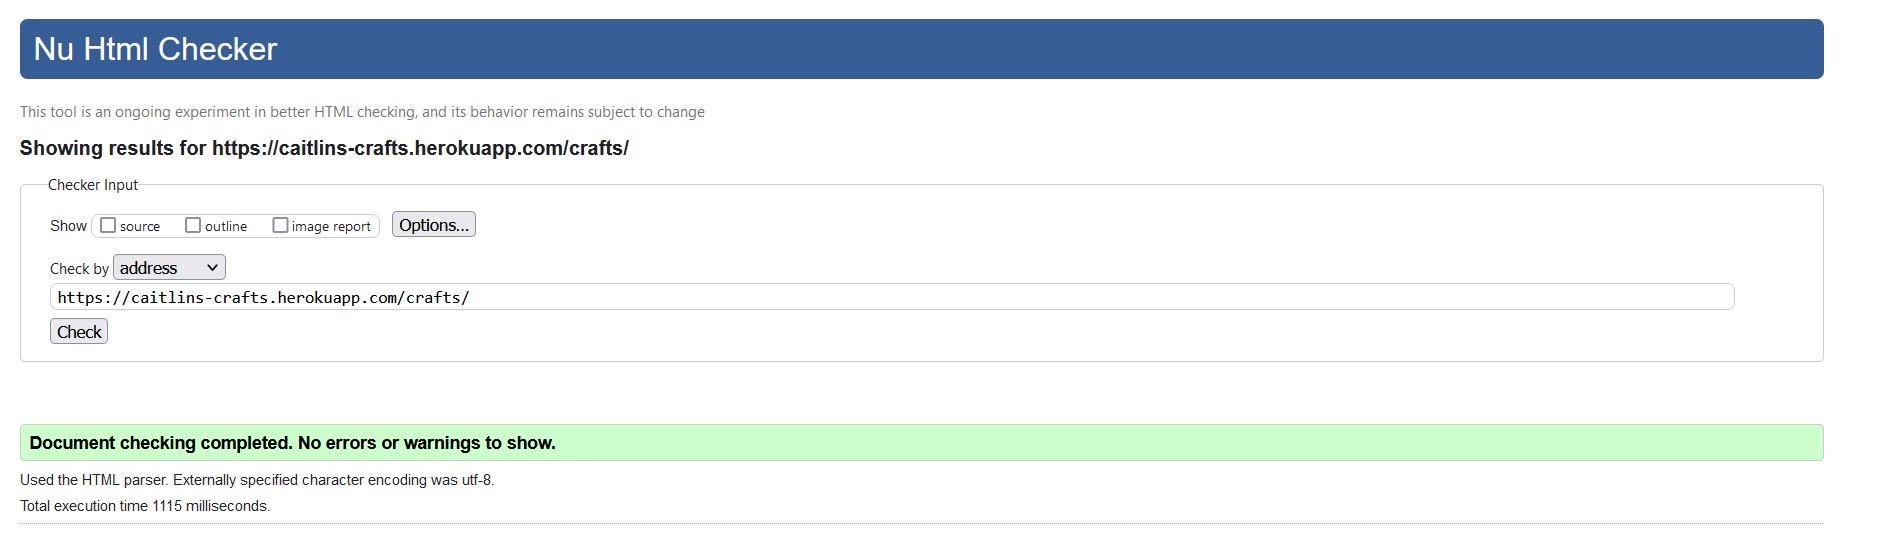 Nu Html Checker
This tool is an ongoing experiment in better HTML checking, and its behavior remains subject to change
Showing results for https://caitlins-crafts.herokuapp.com/crafts/
Checker Input
Show source outline image report Options...
Check by address
https://caitlins-crafts.herokuapp.com/crafts/
Check
Document checking completed. No errors or warnings to show.
Used the HTML parser. Externally specified character encoding was utf-8.
Total execution time 1115 milliseconds.